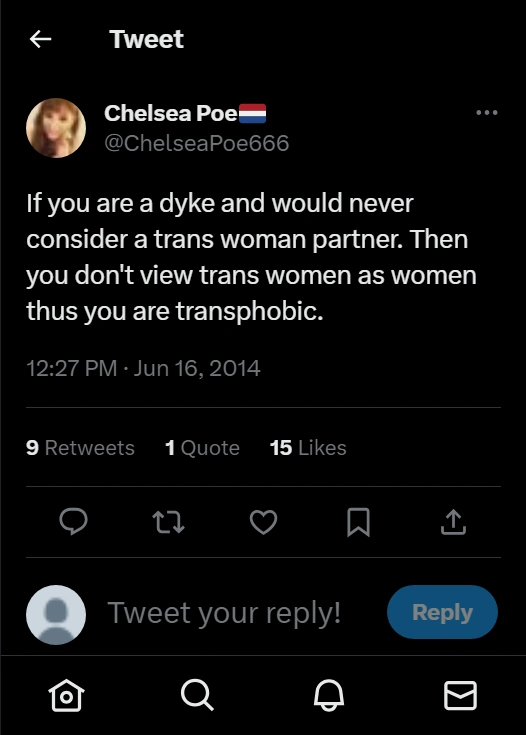 Tweet
Chelsea Poe🇳🇱
@ChelseaPoe666
If you are a dyke and would never
consider a trans woman partner. Then
you don't view trans women as women
thus you are transphobic.
12:27 PM · Jun 16, 2014
9 Retweets 1 Quote 15 Likes
Tweet your reply!
Reply